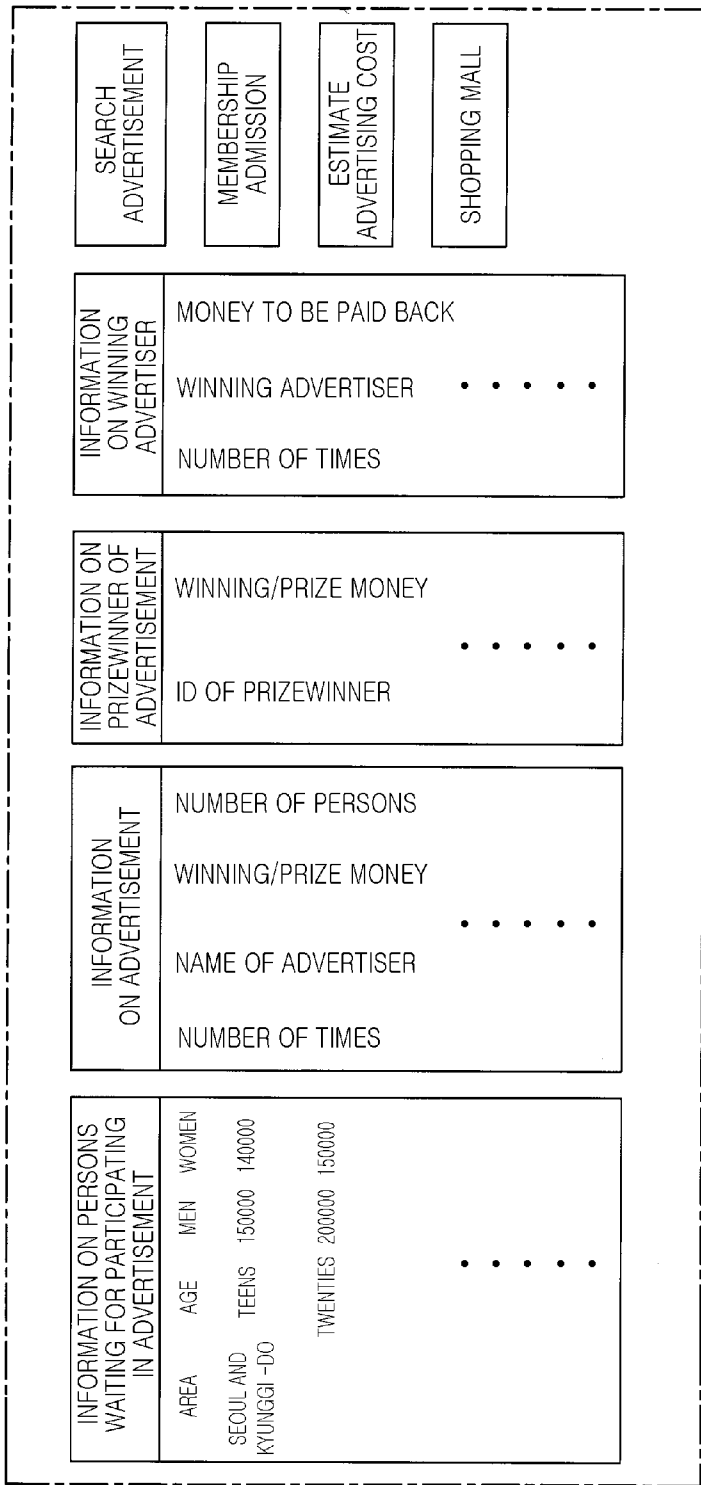 INFORMATION ON PERSONS
WAITING FOR PARTICIPATING
IN ADVERTISEMENT
AREA AGE MEN WOMEN
SEOUL AND
KYUNGGI -DO
TEENS 150000 140000
TWENTIES 200000 150000
INFORMATION
ON ADVERTISEMENT
NUMBER OF TIMES
NAME OF ADVERTISER
WINNING/PRIZE MONEY
NUMBER OF PERSONS
INFORMATION ON
PRIZEWINNER OF
ADVERTISEMENT
ID OF PRIZEWINNER
WINNING/PRIZE MONEY
INFORMATION
ON WINNING
ADVERTISER
NUMBER OF TIMES
WINNING ADVERTISER
MONEY TO BE PAID BACK
SEARCH
ADVERTISEMENT
MEMBERSHIP
ADMISSION
ESTIMATE
ADVERTISING COST
SHOPPING MALL